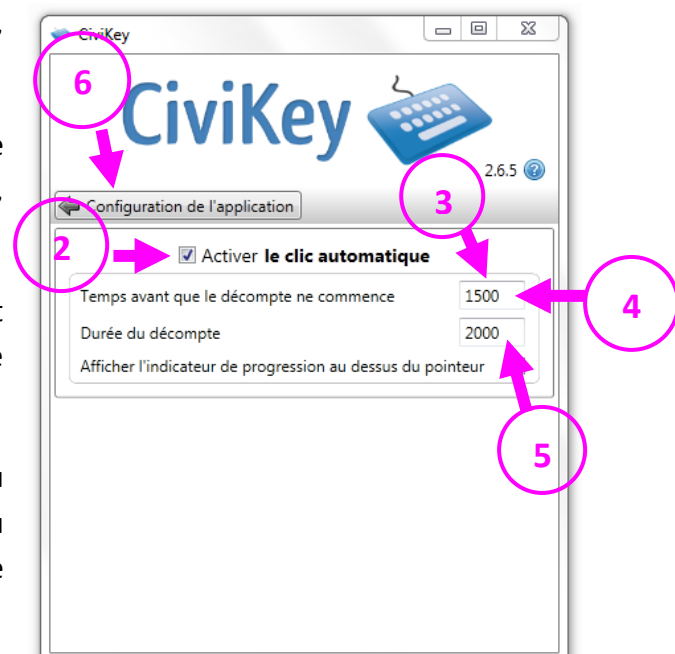 CiviKey
6
CiviKey
2.6.5
Configuration de l'application
3
2
Activer le clic automatique
Temps avant que le décompte ne commence 1500
4
Durée du décompte 2000
Afficher l'indicateur de progression au dessus du pointeur
5